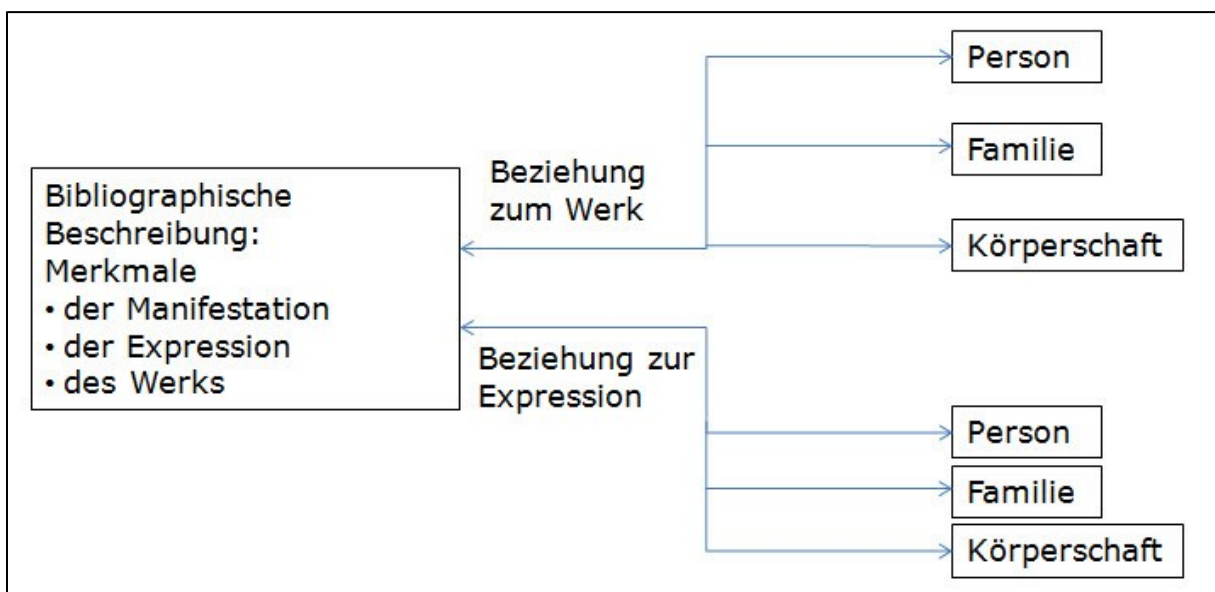 Bibliographische
Beschreibung:
Merkmale
• der Manifestation
• der Expression
• des Werks
Beziehung
zum Werk
Person
Familie
Körperschaft
Beziehung zur
Expression
Person
Familie
Körperschaft